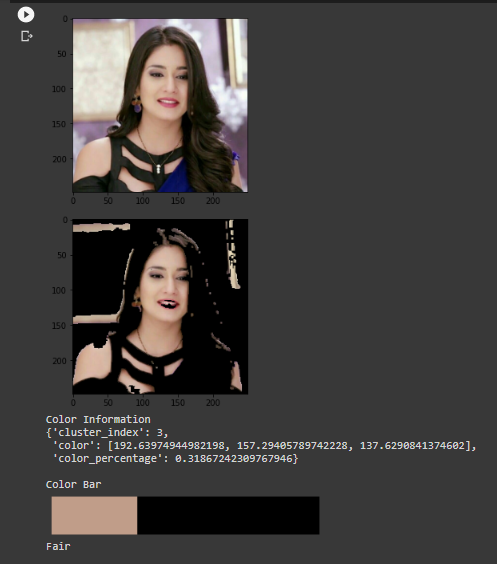 0
50
100
150
200
0 50 100 150 200
0
50
100
150
200
0 50 100 150 200
Color Information
{'cluster_index': 3,
'color': [192.63974944982198, 157.29405789742228, 137.6290841374602],
'color_percentage': 0.31867242309767946}
Color Bar
Fair